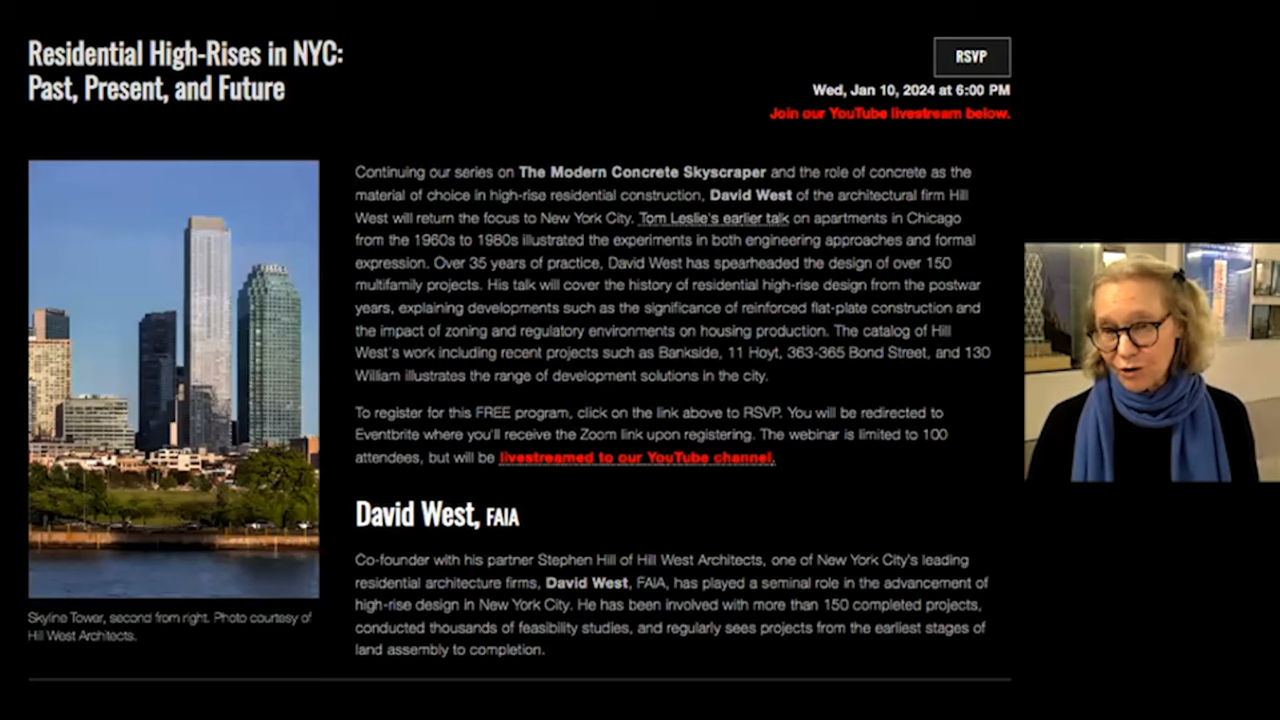 Residential High-Rises in NYC:
Past, Present, and Future
RSVP
Wed, Jan 10, 2024 at 6:00 PM
Join our YouTube livestream below.
Continuing our series on The Modern Concrete Skyscraper and the role of concrete as the
material of choice in high-rise residential construction, David West of the architectural firm Hill
West will return the focus to New York City. Tom Leslie's earlier talk on apartments in Chicago
from the 1960s to 1980s illustrated the experiments in both engineering approaches and formal
expression. Over 35 years of practice, David West has spearheaded the design of over 150
multifamily projects. His talk will cover the history of residential high-rise design from the postwar
years, explaining developments such as the significance of reinforced flat-plate construction and
the impact of zoning and regulatory environments on housing production. The catalog of Hill
West's work including recent projects such as Bankside, 11 Hoyt, 363-365 Bond Street, and 130
William illustrates the range of development solutions in the city.
To register for this FREE program, click on the link above to RSVP. You will be redirected to
Eventbrite where you'll receive the Zoom link upon registering. The webinar is limited to 100
attendees, but will be livestreamed to our YouTube channel.
David West, FAIA
Co-founder with his partner Stephen Hill of Hill West Architects, one of New York City's leading
residential architecture firms, David West, FAIA, has played a seminal role in the advancement of
high-rise design in New York City. He has been involved with more than 150 completed projects,
conducted thousands of feasibility studies, and regularly sees projects from the earliest stages of
land assembly to completion.
Skyline Tower, second from right. Photo courtesy of
Hill West Architects.